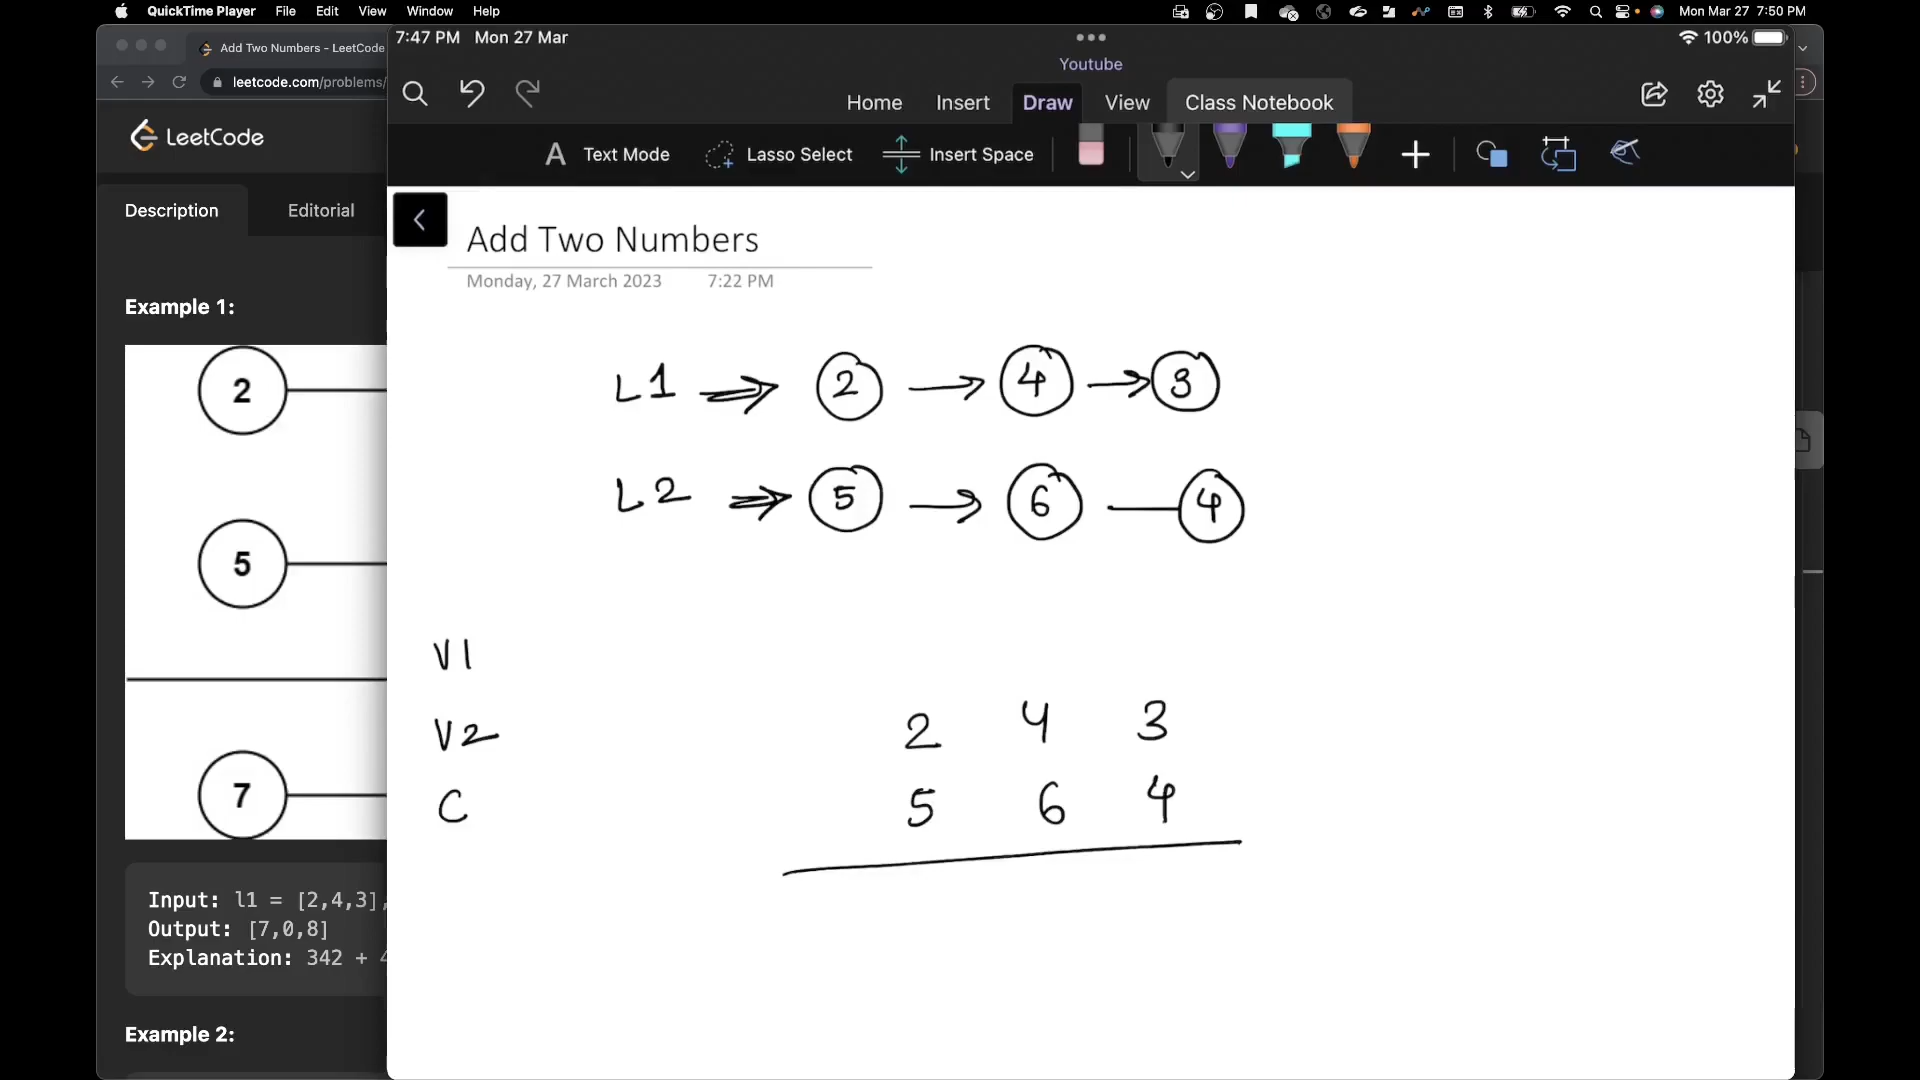 QuickTime Player File Edit View Window Help Mon Mar 27 7:50 PM
Add Two Numbers - LeetCode
leetcode.com/problems/
7:47 PM Mon 27 Mar
100%
Youtube
Home Insert Draw View Class Notebook
Text Mode Lasso Select Insert Space
LeetCode
Description Editorial
Example 1:
2
5
7
Input: l1 = [2,4,3],
Output: [7,0,8]
Explanation: 342 + 4
Example 2:
Add Two Numbers
Monday, 27 March 2023 7:22 PM
L1 ⇒ 2 → 4 → 3
L2 ⇒ 5 → 6 — 4
V1
V2 2 4 3
C 5 6 4